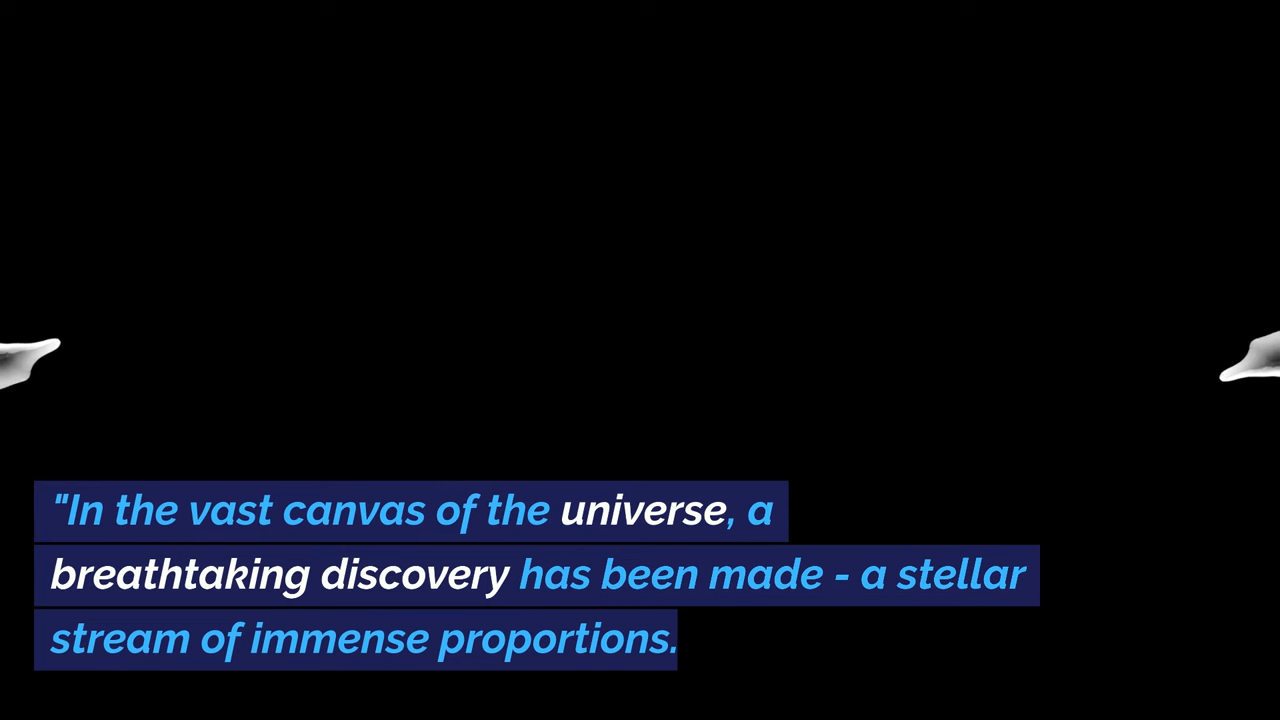 "In the vast canvas of the universe, a
breathtaking discovery has been made - a stellar
stream of immense proportions.